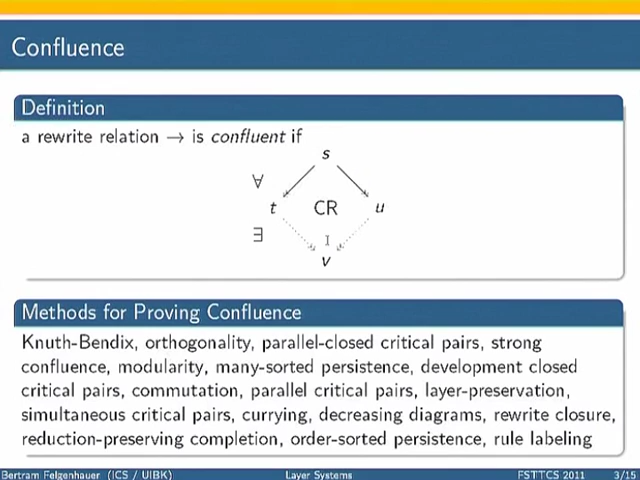 Confluence
Definition
a rewrite relation → is confluent if
s
∀
t CR u
∃
v
Methods for Proving Confluence
Knuth-Bendix, orthogonality, parallel-closed critical pairs, strong
confluence, modularity, many-sorted persistence, development closed
critical pairs, commutation, parallel critical pairs, layer-preservation,
simultaneous critical pairs, currying, decreasing diagrams, rewrite closure,
reduction-preserving completion, order-sorted persistence, rule labeling
Bertram Felgenhauer (ICS / UIBK) Layer Systems FSTTCS 2011 3/15